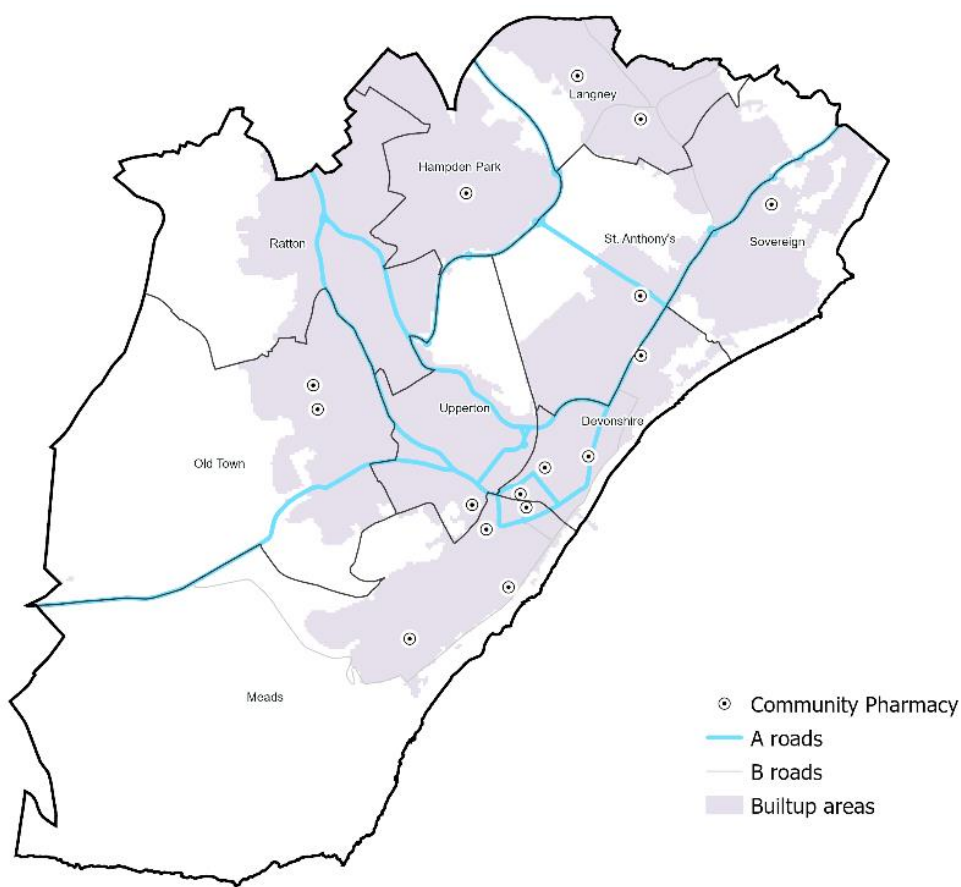 Langney
Hampden Park
Ratton
St. Anthony's
Sovereign
Upperton
Devonshire
Old Town
Meads
Community Pharmacy
A roads
B roads
Builtup areas